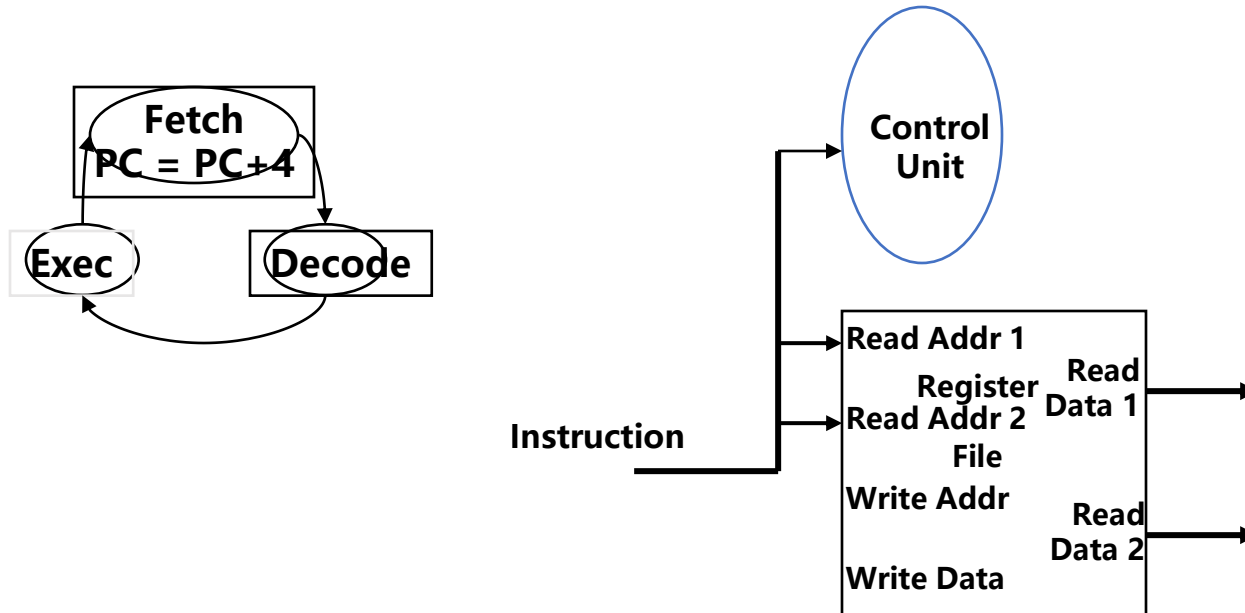 Fetch
PC = PC+4
Exec
Decode
Control
Unit
Instruction
Read Addr 1
Register
Read Addr 2
File
Write Addr
Write Data
Read
Data 1
Read
Data 2